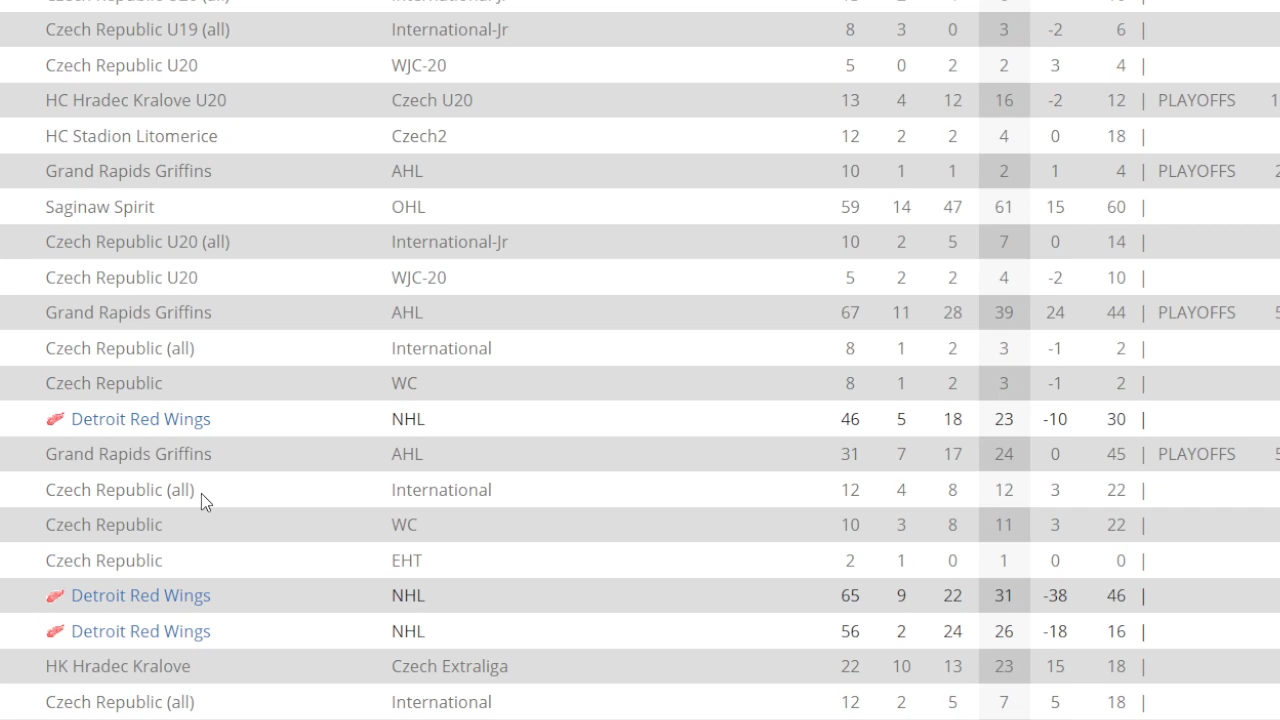 Czech Republic U19 (all) International-Jr 8 3 0 3 -2 6 |
Czech Republic U20 WJC-20 5 0 2 2 3 4 |
HC Hradec Kralove U20 Czech U20 13 4 12 16 -2 12 | PLAYOFFS
HC Stadion Litomerice Czech2 12 2 2 4 0 18 |
Grand Rapids Griffins AHL 10 1 1 2 1 4 | PLAYOFFS
Saginaw Spirit OHL 59 14 47 61 15 60 |
Czech Republic U20 (all) International-Jr 10 2 5 7 0 14 |
Czech Republic U20 WJC-20 5 2 2 4 -2 10 |
Grand Rapids Griffins AHL 67 11 28 39 24 44 | PLAYOFFS
Czech Republic (all) International 8 1 2 3 -1 2 |
Czech Republic WC 8 1 2 3 -1 2 |
Detroit Red Wings NHL 46 5 18 23 -10 30 |
Grand Rapids Griffins AHL 31 7 17 24 0 45 | PLAYOFFS
Czech Republic (all) International 12 4 8 12 3 22 |
Czech Republic WC 10 3 8 11 3 22 |
Czech Republic EHT 2 1 0 1 0 0 |
Detroit Red Wings NHL 65 9 22 31 -38 46 |
Detroit Red Wings NHL 56 2 24 26 -18 16 |
HK Hradec Kralove Czech Extraliga 22 10 13 23 15 18 |
Czech Republic (all) International 12 2 5 7 5 18 |